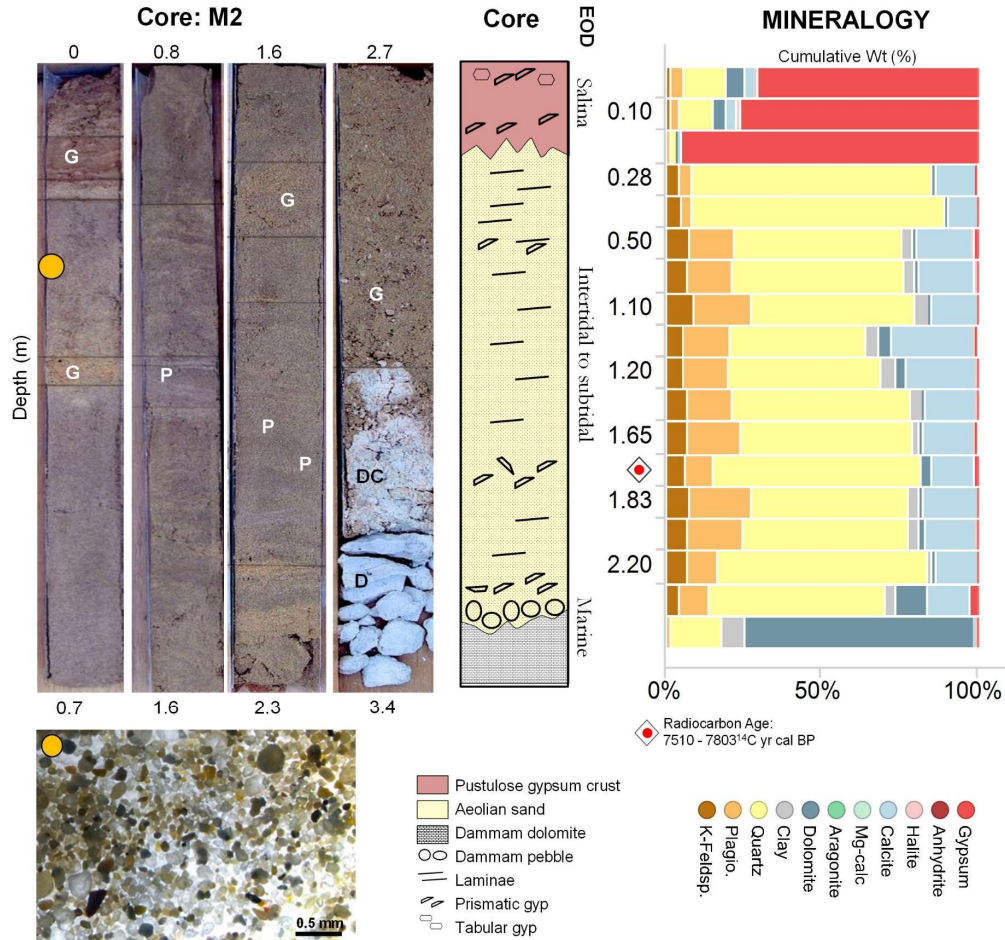 Core: M2
Core
EOD
MINERALOGY
0
0.8
1.6
2.7
Cumulative Wt (%)
Depth (m)
G
G
P
G
P
P
G
DC
D
0.7
1.6
2.3
3.4
Salina
Intertidal to subtidal
Marine
0.10
0.28
0.50
1.10
1.20
1.65
1.83
2.20
0%
50%
100%
Radiocarbon Age:
7510 - 7803¹⁴C yr cal BP
0.5 mm
Pustulose gypsum crust
Aeolian sand
Dammam dolomite
Dammam pebble
Laminae
Prismatic gyp
Tabular gyp
K-Feldsp.
Plagio.
Quartz
Clay
Dolomite
Aragonite
Mg-calc
Calcite
Halite
Anhydrite
Gypsum